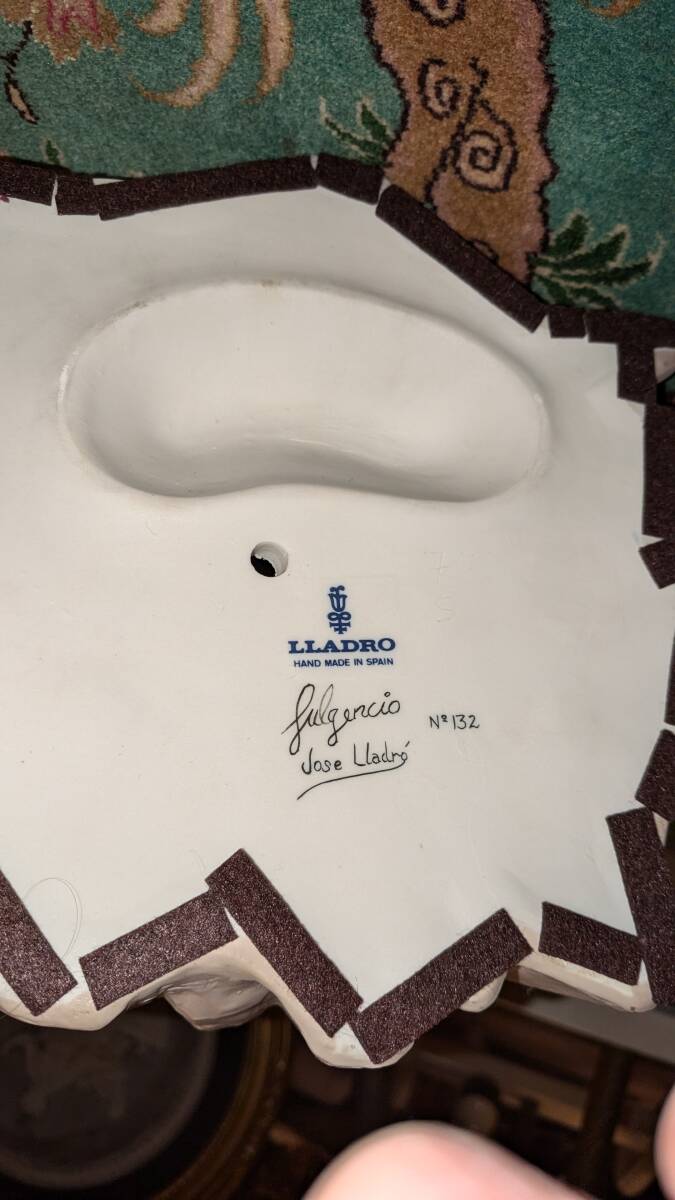 LLADRO
HAND MADE IN SPAIN
fulgencio
Nº 132
Jose Lladró